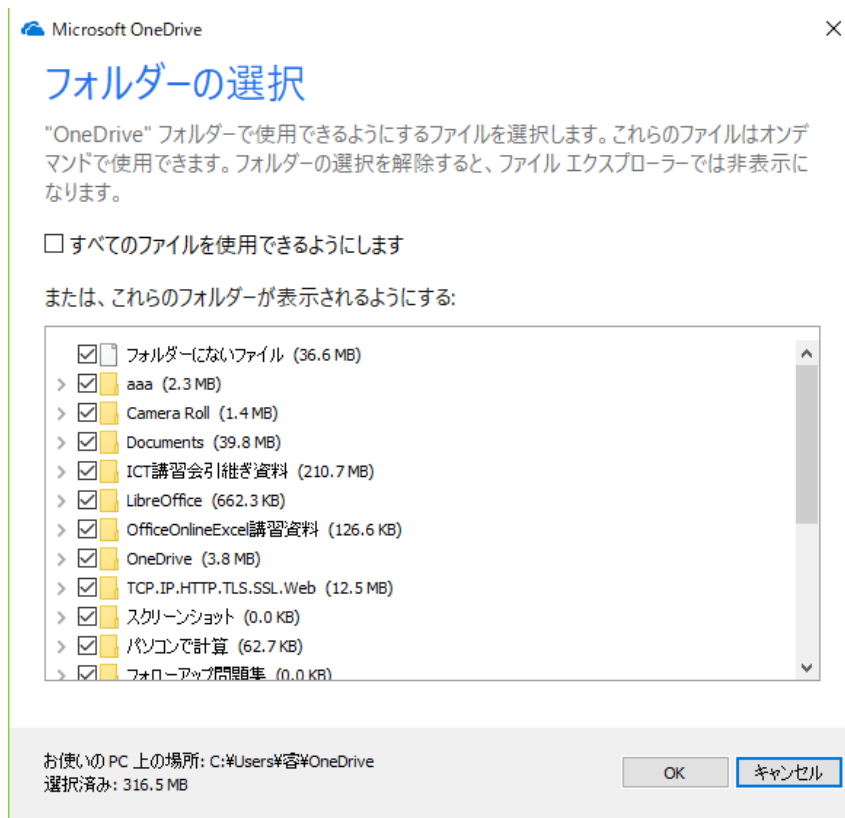 Microsoft OneDrive
フォルダーの選択
"OneDrive" フォルダーで使用できるようにするファイルを選択します。これらのファイルはオンデ
マンドで使用できます。フォルダーの選択を解除すると、ファイル エクスプローラーでは非表示に
なります。
すべてのファイルを使用できるようにします
または、これらのフォルダーが表示されるようにする:
フォルダーにないファイル (36.6 MB)
aaa (2.3 MB)
Camera Roll (1.4 MB)
Documents (39.8 MB)
ICT講習会引継ぎ資料 (210.7 MB)
LibreOffice (662.3 KB)
OfficeOnlineExcel講習資料 (126.6 KB)
OneDrive (3.8 MB)
TCP.IP.HTTP.TLS.SSL.Web (12.5 MB)
スクリーンショット (0.0 KB)
パソコンで計算 (62.7 KB)
フォローアップ問題集 (0.0 KB)
お使いの PC 上の場所: C:¥Users¥容¥OneDrive
選択済み: 316.5 MB
OK
キャンセル